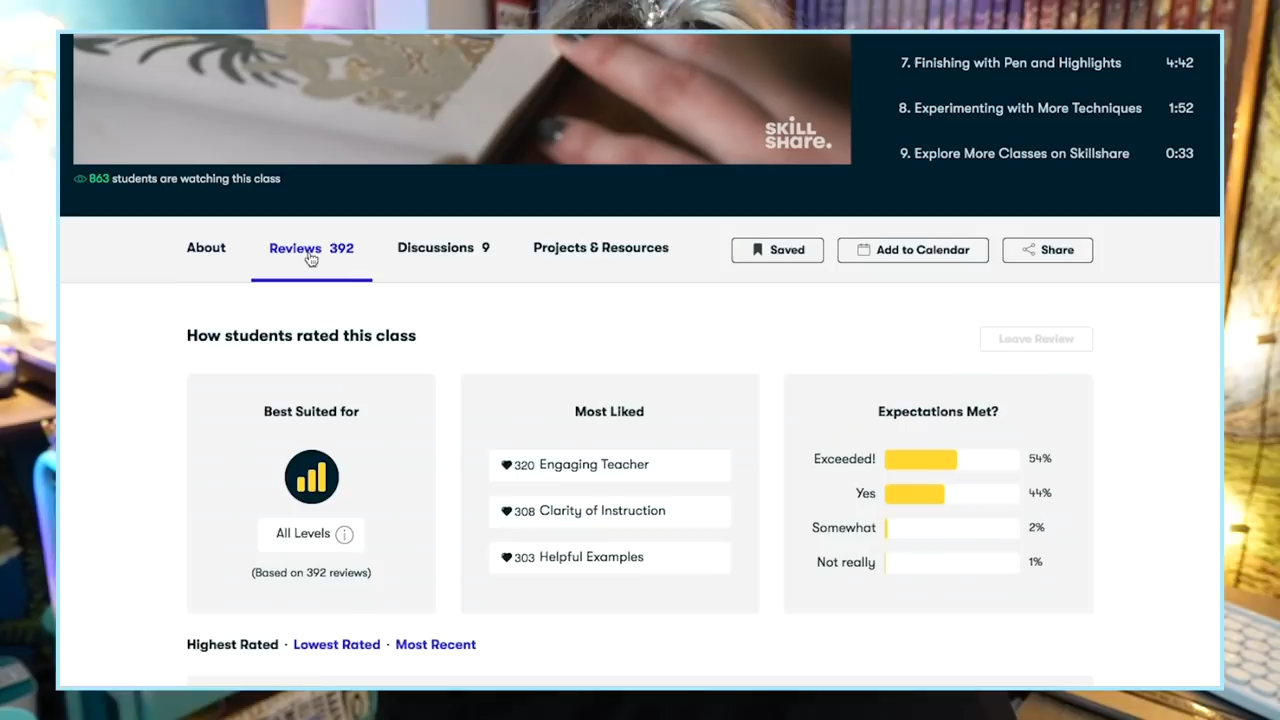 7. Finishing with Pen and Highlights 4:42
8. Experimenting with More Techniques 1:52
9. Explore More Classes on Skillshare 0:33
SKILL
SHARE.
863 students are watching this class
About Reviews 392 Discussions 9 Projects & Resources Saved Add to Calendar Share
How students rated this class Leave Review
Best Suited for
All Levels
(Based on 392 reviews)
Most Liked
320 Engaging Teacher
308 Clarity of Instruction
303 Helpful Examples
Expectations Met?
Exceeded! 54%
Yes 44%
Somewhat 2%
Not really 1%
Highest Rated · Lowest Rated · Most Recent